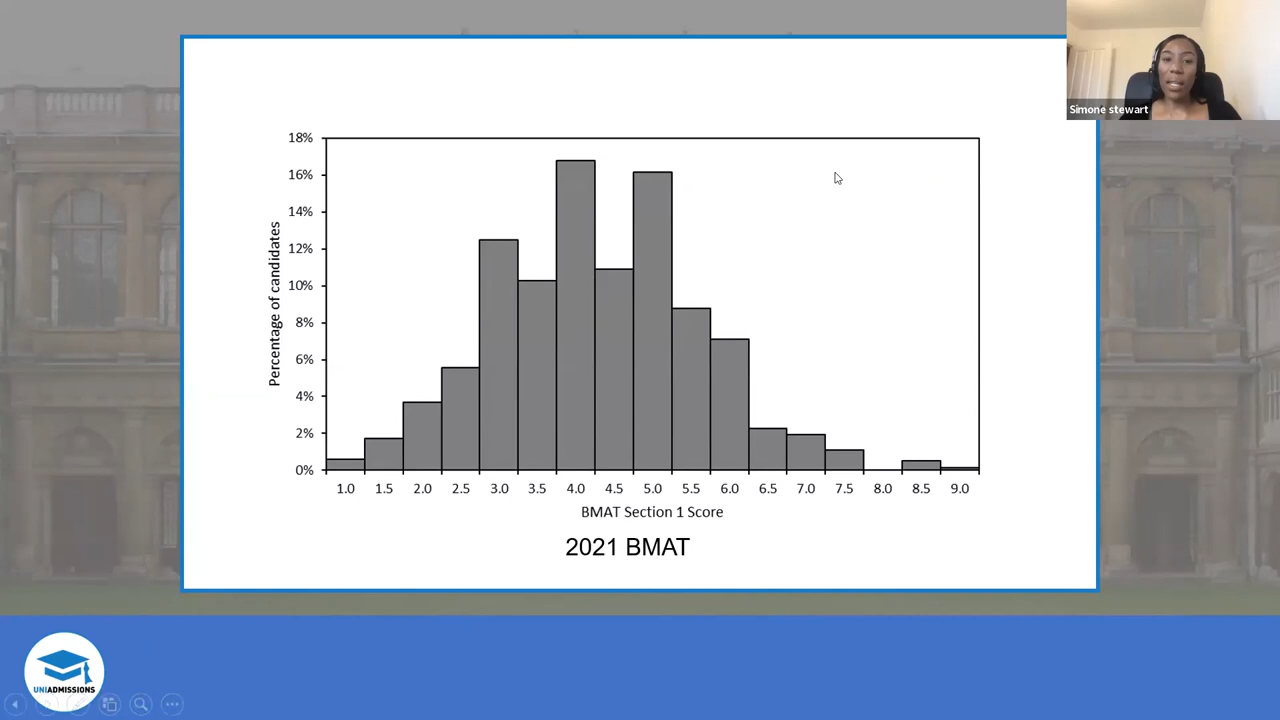 Simone stewart
18%
16%
14%
12%
10%
8%
6%
4%
2%
0%
Percentage of candidates
1.0 1.5 2.0 2.5 3.0 3.5 4.0 4.5 5.0 5.5 6.0 6.5 7.0 7.5 8.0 8.5 9.0
BMAT Section 1 Score
2021 BMAT
UNIADMISSIONS